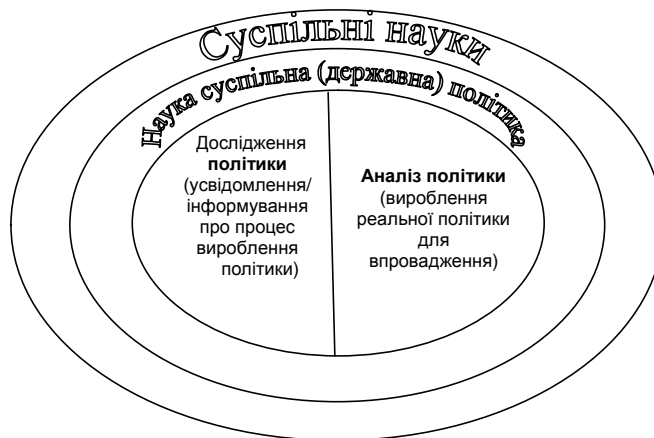 Суспільні науки
Наука суспільна (державна) політика
Дослідження
політики
(усвідомлення/
інформування
про процес
вироблення
політики)
Аналіз політики
(вироблення
реальної політики
для
впровадження)